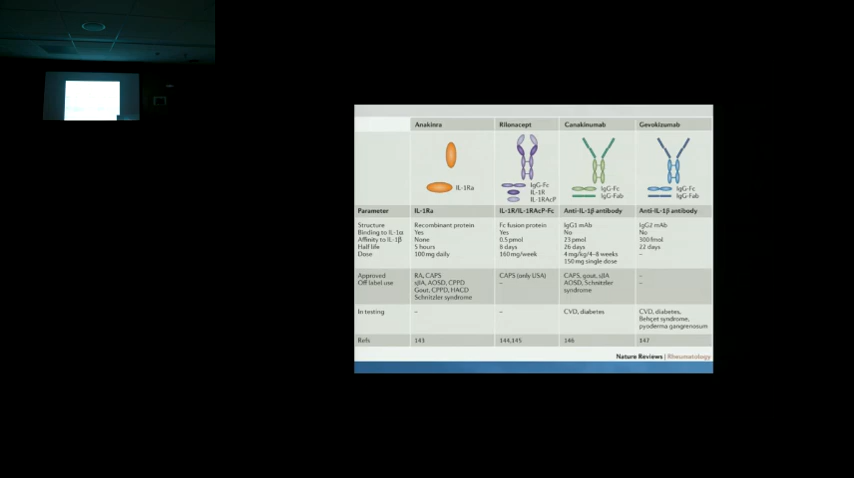 Anakinra Rilonacept Canakinumab Gevokizumab
IL-1Ra
IgG-Fc
IL-1R
IL-1RAcP
IgG-Fc
IgG-Fab
IgG-Fc
IgG-Fab
Parameter IL-1Ra IL-1R/IL-1RAcP-Fc Anti-IL-1β antibody Anti-IL-1β antibody
Structure Recombinant protein Fc fusion protein IgG1 mAb IgG2 mAb
Binding to IL-1α Yes Yes No No
Affinity to IL-1β None 0.5 pmol 23 pmol 300 fmol
Half life 5 hours 8 days 26 days 22 days
Dose 100 mg daily 160 mg/week 4 mg/kg/4–8 weeks –
150 mg single dose
Approved RA, CAPS CAPS (only USA) CAPS, gout, sJIA –
Off label use sJIA, AOSD, CPPD – AOSD, Schnitzler –
Gout, CPPD, HACD syndrome
Schnitzler syndrome
In testing – – CVD, diabetes CVD, diabetes,
Behçet syndrome,
pyoderma gangrenosum
Refs 143 144,145 146 147
Nature Reviews | Rheumatology